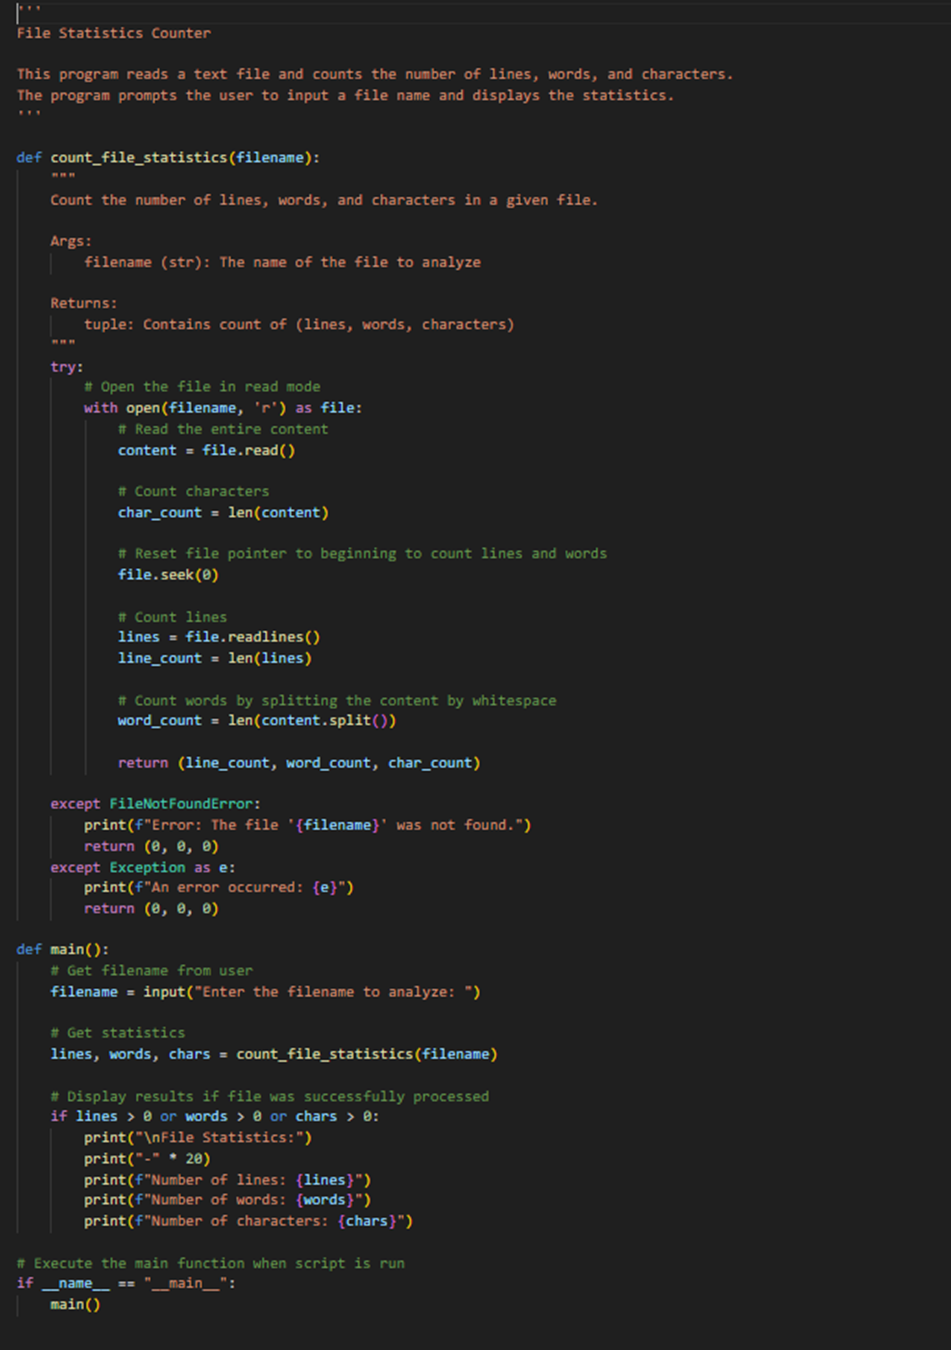 '''
File Statistics Counter
This program reads a text file and counts the number of lines, words, and characters.
The program prompts the user to input a file name and displays the statistics.
'''
def count_file_statistics(filename):
    """
    Count the number of lines, words, and characters in a given file.
    Args:
        filename (str): The name of the file to analyze
    Returns:
        tuple: Contains count of (lines, words, characters)
    """
    try:
        # Open the file in read mode
        with open(filename, 'r') as file:
            # Read the entire content
            content = file.read()
            # Count characters
            char_count = len(content)
            # Reset file pointer to beginning to count lines and words
            file.seek(0)
            # Count lines
            lines = file.readlines()
            line_count = len(lines)
            # Count words by splitting the content by whitespace
            word_count = len(content.split())
            return (line_count, word_count, char_count)
    except FileNotFoundError:
        print(f"Error: The file '{filename}' was not found.")
        return (0, 0, 0)
    except Exception as e:
        print(f"An error occurred: {e}")
        return (0, 0, 0)
def main():
    # Get filename from user
    filename = input("Enter the filename to analyze: ")
    # Get statistics
    lines, words, chars = count_file_statistics(filename)
    # Display results if file was successfully processed
    if lines > 0 or words > 0 or chars > 0:
        print("\nFile Statistics:")
        print("-" * 20)
        print(f"Number of lines: {lines}")
        print(f"Number of words: {words}")
        print(f"Number of characters: {chars}")
# Execute the main function when script is run
if __name__ == "__main__":
    main()